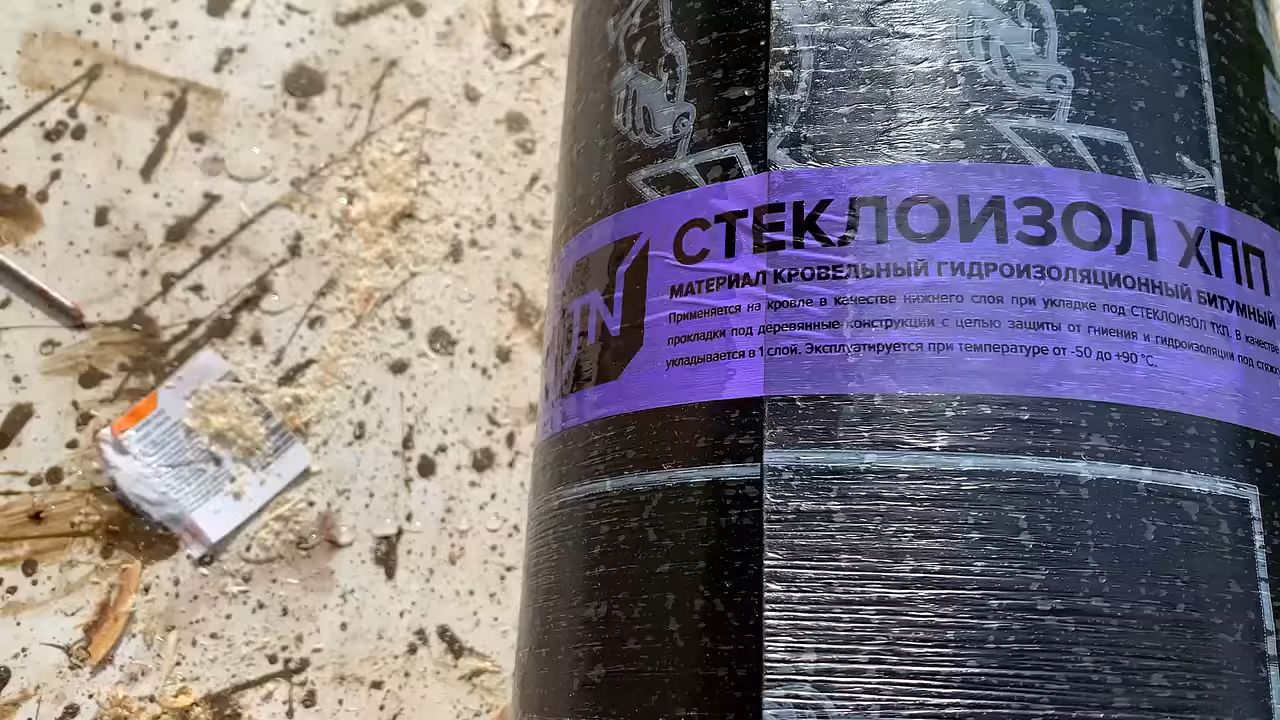 TN
СТЕКЛОИЗОЛ ХПП
МАТЕРИАЛ КРОВЕЛЬНЫЙ ГИДРОИЗОЛЯЦИОННЫЙ БИТУМНЫЙ
Применяется на кровле в качестве нижнего слоя при укладке под СТЕКЛОИЗОЛ ТКП. В качестве
прокладки под деревянные конструкции с целью защиты от гниения и гидроизоляции под стяжку
укладывается в 1 слой. Эксплуатируется при температуре от -50 до +90 °С.